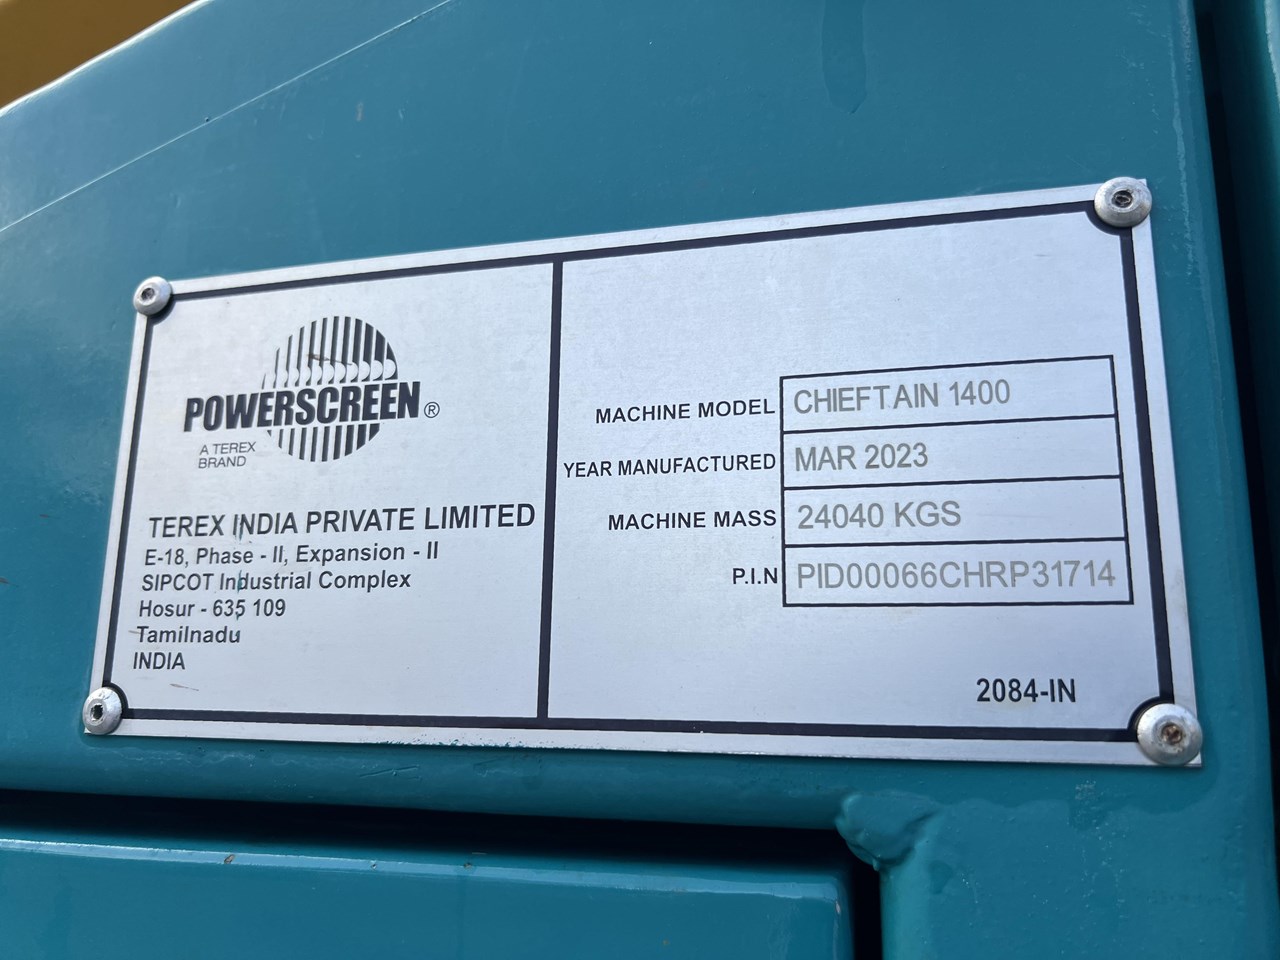 POWERSCREEN®
A TEREX
BRAND
TEREX INDIA PRIVATE LIMITED
E-18, Phase - II, Expansion - II
SIPCOT Industrial Complex
Hosur - 635 109
Tamilnadu
INDIA
MACHINE MODEL CHIEFTAIN 1400
YEAR MANUFACTURED MAR 2023
MACHINE MASS 24040 KGS
P.I.N PID00066CHRP31714
2084-IN